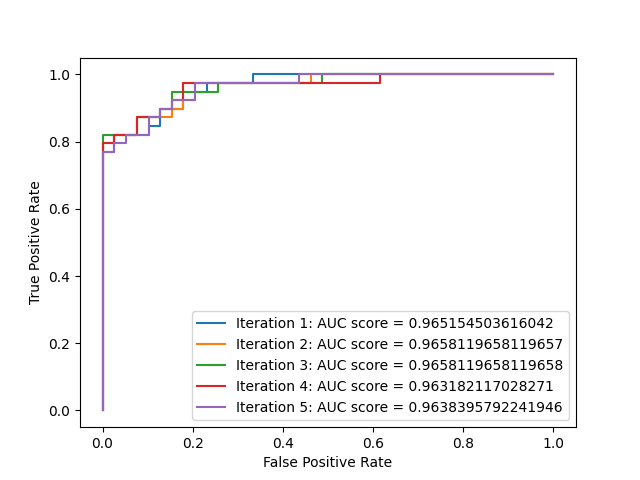 1.0
0.8
0.6
0.4
0.2
0.0
True Positive Rate
Iteration 1: AUC score = 0.965154503616042
Iteration 2: AUC score = 0.9658119658119657
Iteration 3: AUC score = 0.9658119658119658
Iteration 4: AUC score = 0.963182117028271
Iteration 5: AUC score = 0.9638395792241946
0.0 0.2 0.4 0.6 0.8 1.0
False Positive Rate